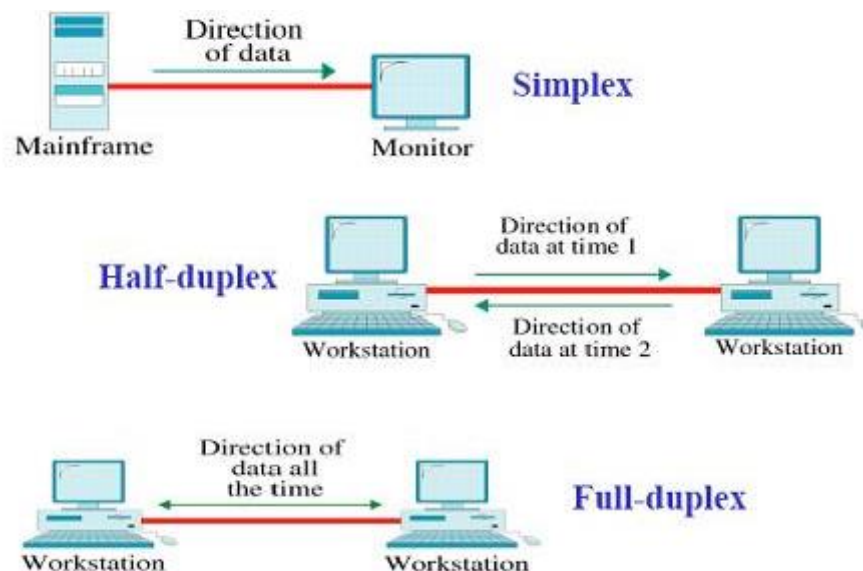 Direction
of data
Simplex
Mainframe
Monitor
Direction of
data at time 1
Half-duplex
Direction of
data at time 2
Workstation
Workstation
Direction of
data all
the time
Full-duplex
Workstation
Workstation